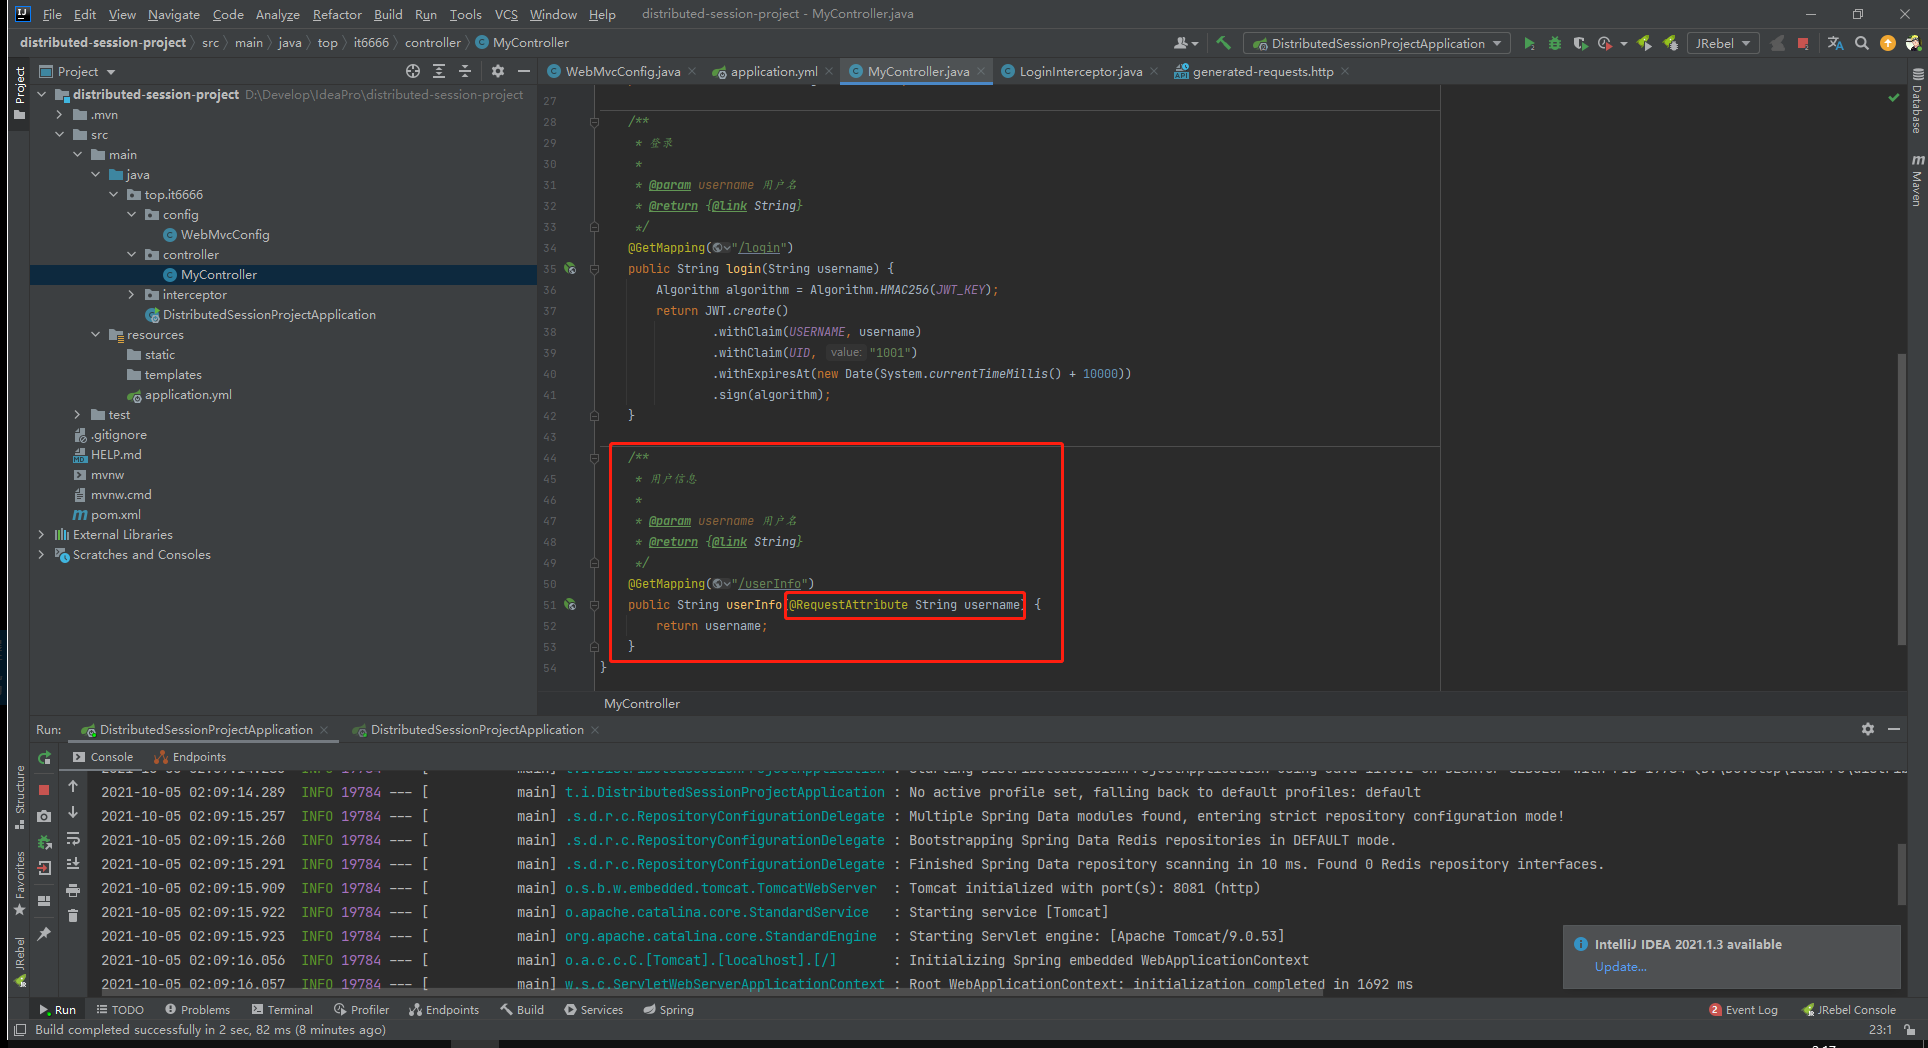 File Edit View Navigate Code Analyze Refactor Build Run Tools VCS Window Help distributed-session-project - MyController.java
distributed-session-project src main java top it6666 controller MyController DistributedSessionProjectApplication JRebel
Project
WebMvcConfig.java application.yml MyController.java LoginInterceptor.java generated-requests.http
Project
distributed-session-project D:\Develop\IdeaPro\distributed-session-project
.mvn
src
main
java
top.it6666
config
WebMvcConfig
controller
MyController
interceptor
DistributedSessionProjectApplication
resources
static
templates
application.yml
test
.gitignore
HELP.md
mvnw
mvnw.cmd
pom.xml
External Libraries
Scratches and Consoles
27
28 /**
29 * 登录
30 *
31 * @param username 用户名
32 * @return {@link String}
33 */
34 @GetMapping("/login")
35 public String login(String username) {
36 Algorithm algorithm = Algorithm.HMAC256(JWT_KEY);
37 return JWT.create()
38 .withClaim(USERNAME, username)
39 .withClaim(UID, value: "1001")
40 .withExpiresAt(new Date(System.currentTimeMillis() + 10000))
41 .sign(algorithm);
42 }
43
44 /**
45 * 用户信息
46 *
47 * @param username 用户名
48 * @return {@link String}
49 */
50 @GetMapping("/userInfo")
51 public String userInfo(@RequestAttribute String username) {
52 return username;
53 }
54 }
MyController
Database
Maven
Run: DistributedSessionProjectApplication DistributedSessionProjectApplication
Console Endpoints
2021-10-05 02:09:14.289 INFO 19784 --- [ main] t.i.DistributedSessionProjectApplication : No active profile set, falling back to default profiles: default
2021-10-05 02:09:15.257 INFO 19784 --- [ main] .s.d.r.c.RepositoryConfigurationDelegate : Multiple Spring Data modules found, entering strict repository configuration mode!
2021-10-05 02:09:15.260 INFO 19784 --- [ main] .s.d.r.c.RepositoryConfigurationDelegate : Bootstrapping Spring Data Redis repositories in DEFAULT mode.
2021-10-05 02:09:15.291 INFO 19784 --- [ main] .s.d.r.c.RepositoryConfigurationDelegate : Finished Spring Data repository scanning in 10 ms. Found 0 Redis repository interfaces.
2021-10-05 02:09:15.909 INFO 19784 --- [ main] o.s.b.w.embedded.tomcat.TomcatWebServer : Tomcat initialized with port(s): 8081 (http)
2021-10-05 02:09:15.922 INFO 19784 --- [ main] o.apache.catalina.core.StandardService : Starting service [Tomcat]
2021-10-05 02:09:15.923 INFO 19784 --- [ main] org.apache.catalina.core.StandardEngine : Starting Servlet engine: [Apache Tomcat/9.0.53]
2021-10-05 02:09:16.056 INFO 19784 --- [ main] o.a.c.c.C.[Tomcat].[localhost].[/] : Initializing Spring embedded WebApplicationContext
2021-10-05 02:09:16.057 INFO 19784 --- [ main] w.s.c.ServletWebServerApplicationContext : Root WebApplicationContext: initialization completed in 1692 ms
Structure
Favorites
JRebel
IntelliJ IDEA 2021.1.3 available
Update...
Run TODO Problems Terminal Profiler Endpoints Build Services Spring 2 Event Log JRebel Console
Build completed successfully in 2 sec, 82 ms (8 minutes ago) 23:1